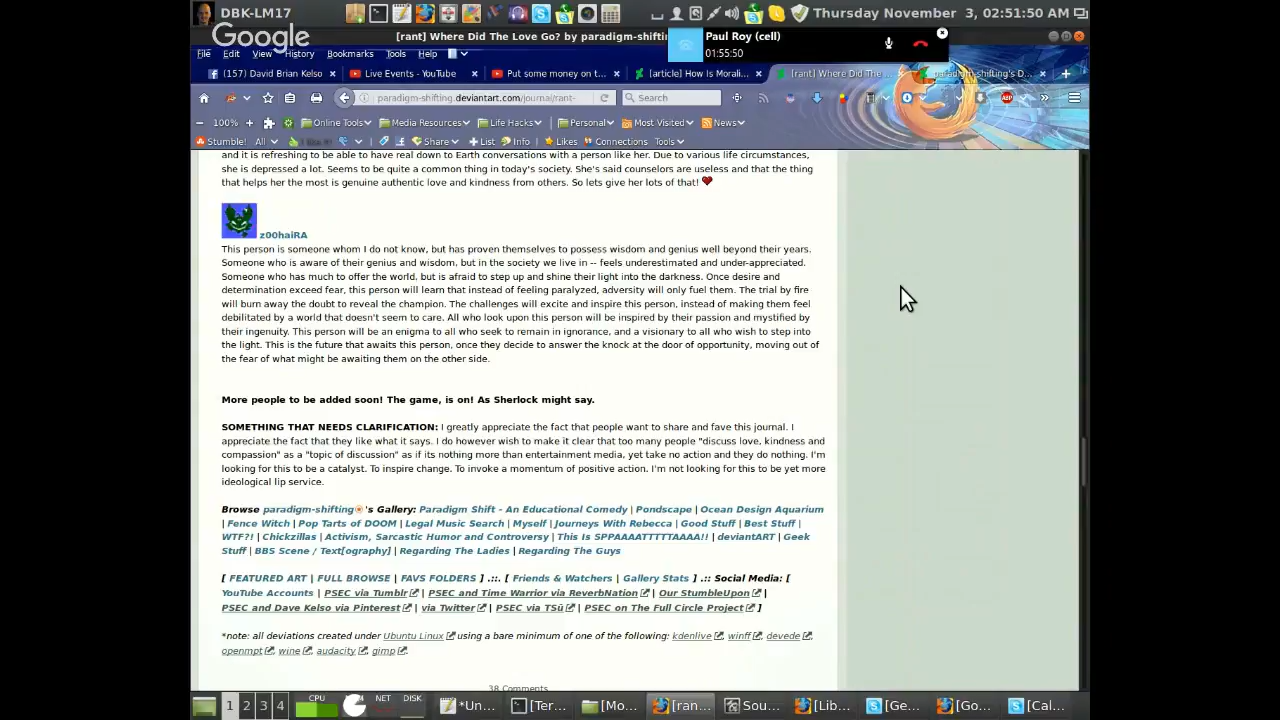 DBK-LM17
Thursday November 3, 02:51:50 AM
Google
[rant] Where Did The Love Go? by paradigm-shiftin
Paul Roy (cell)
01:55:50
File Edit View History Bookmarks Tools Help
(157) David Brian Kelso
Live Events - YouTube
Put some money on t...
[article] How Is Morali...
[rant] Where Did The ...
paradigm-shifting's D...
paradigm-shifting.deviantart.com/journal/rant-
Search
100%
Online Tools
Media Resources
Life Hacks
Personal
Most Visited
News
Stumble!
All
I like it
Share
List
Info
Likes
Connections
Tools
and it is refreshing to be able to have real down to Earth conversations with a person like her. Due to various life circumstances,
she is depressed a lot. Seems to be quite a common thing in today's society. She's said counselors are useless and that the thing
that helps her the most is genuine authentic love and kindness from others. So lets give her lots of that!
z00haiRA
This person is someone whom I do not know, but has proven themselves to possess wisdom and genius well beyond their years.
Someone who is aware of their genius and wisdom, but in the society we live in -- feels underestimated and under-appreciated.
Someone who has much to offer the world, but is afraid to step up and shine their light into the darkness. Once desire and
determination exceed fear, this person will learn that instead of feeling paralyzed, adversity will only fuel them. The trial by fire
will burn away the doubt to reveal the champion. The challenges will excite and inspire this person, instead of making them feel
debilitated by a world that doesn't seem to care. All who look upon this person will be inspired by their passion and mystified by
their ingenuity. This person will be an enigma to all who seek to remain in ignorance, and a visionary to all who wish to step into
the light. This is the future that awaits this person, once they decide to answer the knock at the door of opportunity, moving out of
the fear of what might be awaiting them on the other side.
More people to be added soon! The game, is on! As Sherlock might say.
SOMETHING THAT NEEDS CLARIFICATION: I greatly appreciate the fact that people want to share and fave this journal. I
appreciate the fact that they like what it says. I do however wish to make it clear that too many people "discuss love, kindness and
compassion" as a "topic of discussion" as if its nothing more than entertainment media, yet take no action and they do nothing. I'm
looking for this to be a catalyst. To inspire change. To invoke a momentum of positive action. I'm not looking for this to be yet more
ideological lip service.
Browse paradigm-shifting 's Gallery: Paradigm Shift - An Educational Comedy | Pondscape | Ocean Design Aquarium
| Fence Witch | Pop Tarts of DOOM | Legal Music Search | Myself | Journeys With Rebecca | Good Stuff | Best Stuff |
WTF?! | Chickzillas | Activism, Sarcastic Humor and Controversy | This Is SPPAAAATTTTTAAAA!! | deviantART | Geek
Stuff | BBS Scene / Text[ography] | Regarding The Ladies | Regarding The Guys
[ FEATURED ART | FULL BROWSE | FAVS FOLDERS ] .::. [ Friends & Watchers | Gallery Stats ] .:: Social Media: [
YouTube Accounts | PSEC via Tumblr | PSEC and Time Warrior via ReverbNation | Our StumbleUpon |
PSEC and Dave Kelso via Pinterest | via Twitter | PSEC via TSū | PSEC on The Full Circle Project ]
*note: all deviations created under Ubuntu Linux using a bare minimum of one of the following: kdenlive, winff, devede,
openmpt, wine, audacity, gimp.
38 Comments
1 2 3 4
CPU
NET
DISK
*Un...
[Ter...
[Mo...
[ran...
Sou...
[Lib...
[Ge...
[Go...
[Cal...